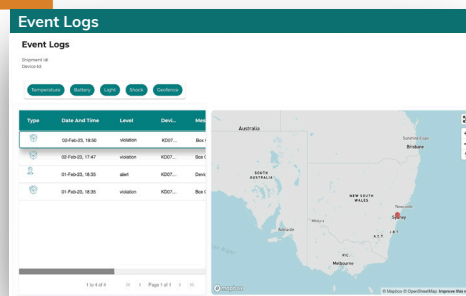 Event Logs
Event Logs
Shipment Id:
Device Id:
Temperature Battery Light Shock Geofence
Type Date And Time Level Devi... Mes
02-Feb-23, 18:50 violation KD07... Box
02-Feb-23, 17:47 violation KD07... Box
01-Feb-23, 18:35 alert KD07... Devic
01-Feb-23, 18:35 violation KD07... Box
1 to 4 of 4 Page 1 of 1
Australia
Sunshine Coast
Brisbane
SOUTH
AUSTRALIA
NEW SOUTH
WALES
Newcastle
Mildura
Sydney
Adelaide
A.C.T.
VIC.
Melbourne
mapbox
© Mapbox © OpenStreetMap Improve this